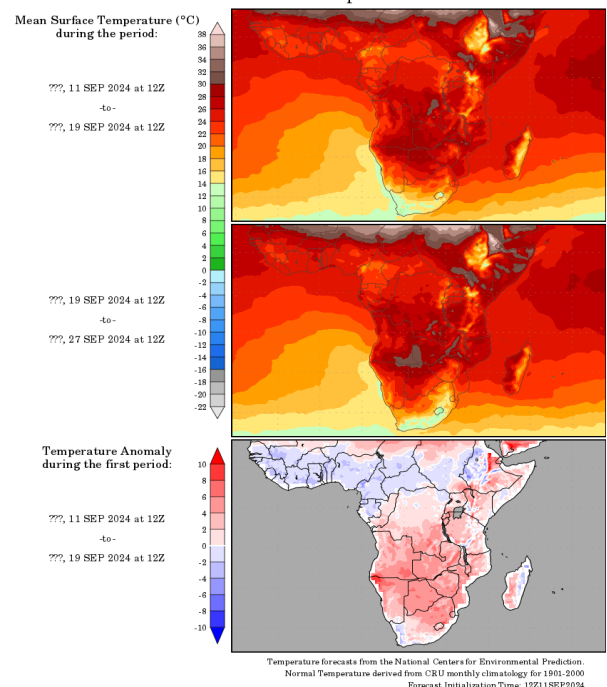 Mean Surface Temperature (°C)
during the period:
???, 11 SEP 2024 at 12Z
-to-
???, 19 SEP 2024 at 12Z
38
36
34
32
30
28
26
24
22
20
18
16
14
12
10
8
6
4
2
0
-2
-4
-6
-8
-10
-12
-14
-16
-18
-20
-22
???, 19 SEP 2024 at 12Z
-to-
???, 27 SEP 2024 at 12Z
Temperature Anomaly
during the first period:
???, 11 SEP 2024 at 12Z
-to-
???, 19 SEP 2024 at 12Z
10
8
6
4
2
0
-2
-4
-6
-8
-10
Temperature forecasts from the National Centers for Environmental Prediction.
Normal Temperature derived from CRU monthly climatology for 1901-2000
Forecast Initialization Time: 12Z11SEP2024